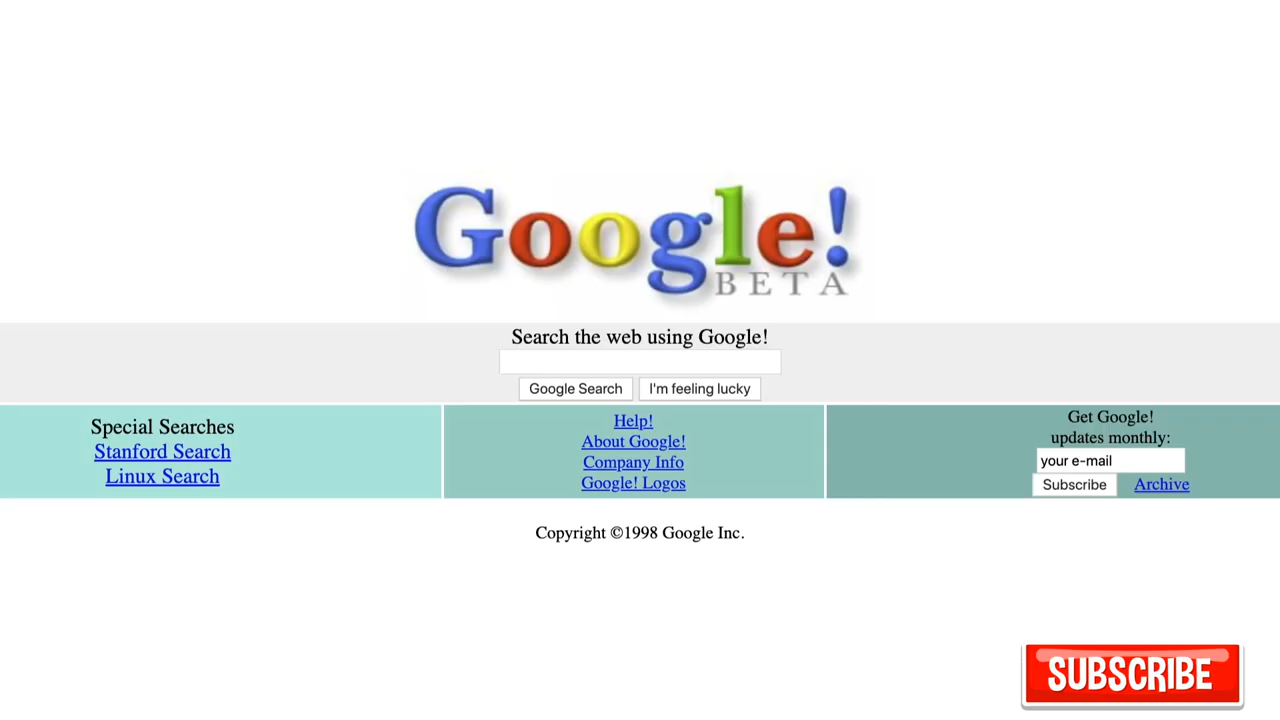 Google!
BETA
Search the web using Google!
Google Search I'm feeling lucky
Special Searches
Stanford Search
Linux Search
Help!
About Google!
Company Info
Google! Logos
Get Google!
updates monthly:
your e-mail
Subscribe Archive
Copyright ©1998 Google Inc.
SUBSCRIBE